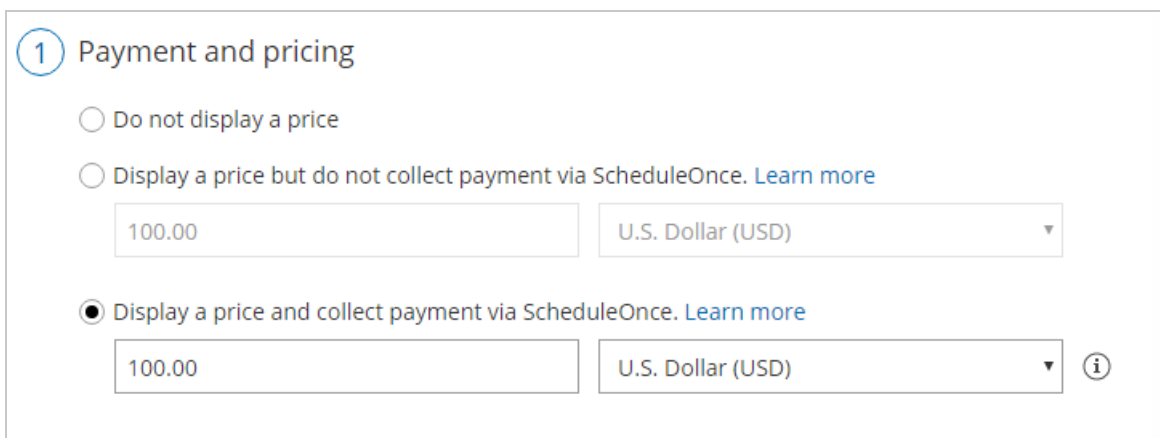 1 Payment and pricing
Do not display a price
Display a price but do not collect payment via ScheduleOnce. Learn more
100.00 U.S. Dollar (USD)
Display a price and collect payment via ScheduleOnce. Learn more
100.00 U.S. Dollar (USD) i